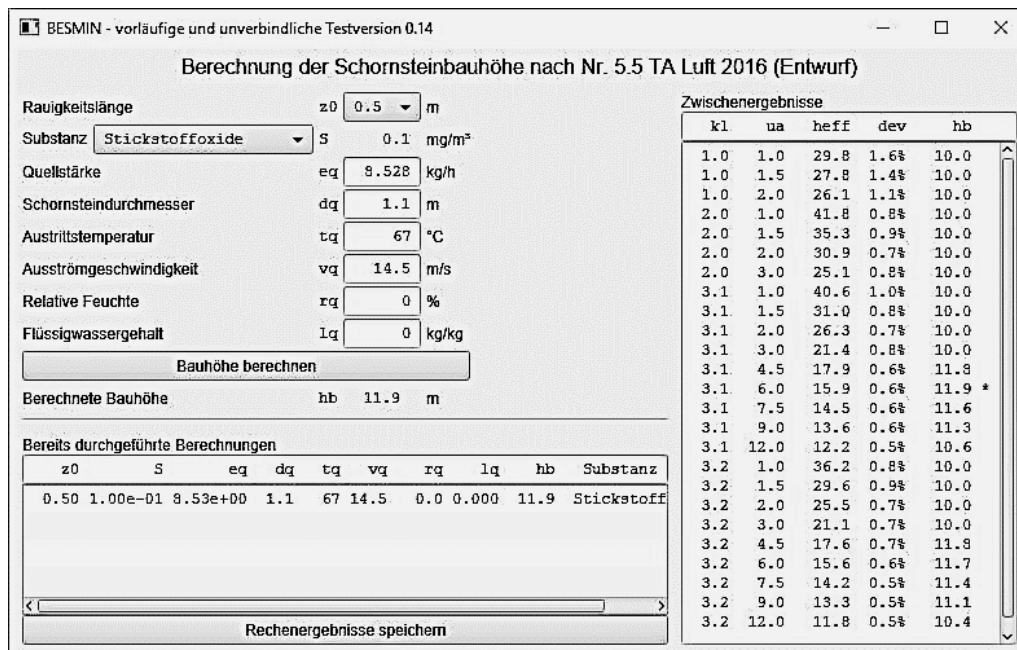 BESMIN - vorläufige und unverbindliche Testversion 0.14
Berechnung der Schornsteinbauhöhe nach Nr. 5.5 TA Luft 2016 (Entwurf)
Rauigkeitslänge z0 0.5 m
Substanz Stickstoffoxide S 0.1 mg/m³
Quellstärke eq 8.528 kg/h
Schornsteindurchmesser dq 1.1 m
Austrittstemperatur tq 67 °C
Ausströmgeschwindigkeit vq 14.5 m/s
Relative Feuchte rq 0 %
Flüssigwassergehalt lq 0 kg/kg
Bauhöhe berechnen
Berechnete Bauhöhe hb 11.9 m
Bereits durchgeführte Berechnungen
z0 S eq dq tq vq rq lq hb Substanz
0.50 1.00e-01 8.53e+00 1.1 67 14.5 0.0 0.000 11.9 Stickstoff
Rechenergebnisse speichern
Zwischenergebnisse
kl ua heff dev hb
1.0 1.0 29.8 1.6% 10.0
1.0 1.5 27.8 1.4% 10.0
1.0 2.0 26.1 1.1% 10.0
2.0 1.0 41.8 0.8% 10.0
2.0 1.5 35.3 0.9% 10.0
2.0 2.0 30.9 0.7% 10.0
2.0 3.0 25.1 0.8% 10.0
3.1 1.0 40.6 1.0% 10.0
3.1 1.5 31.0 0.8% 10.0
3.1 2.0 26.3 0.7% 10.0
3.1 3.0 21.4 0.8% 10.0
3.1 4.5 17.9 0.6% 11.8
3.1 6.0 15.9 0.6% 11.9 *
3.1 7.5 14.5 0.6% 11.6
3.1 9.0 13.6 0.6% 11.3
3.1 12.0 12.2 0.5% 10.6
3.2 1.0 36.2 0.8% 10.0
3.2 1.5 29.6 0.9% 10.0
3.2 2.0 25.5 0.7% 10.0
3.2 3.0 21.1 0.7% 10.0
3.2 4.5 17.6 0.7% 11.8
3.2 6.0 15.6 0.6% 11.7
3.2 7.5 14.2 0.5% 11.4
3.2 9.0 13.3 0.5% 11.1
3.2 12.0 11.8 0.5% 10.4